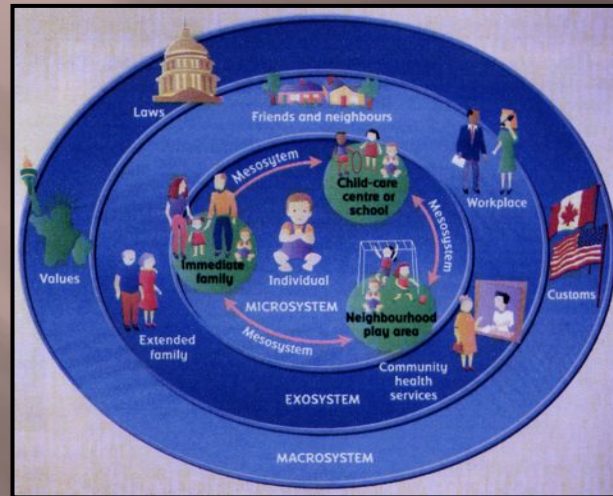 Laws
Friends and neighbours
Mesosytem
Child-care
centre or
school
Workplace
Mesosystem
Values
Immediate
family
Individual
Customs
MICROSYSTEM
Neighbourhood
play area
Extended
family
Mesosystem
Community
health
services
EXOSYSTEM
MACROSYSTEM